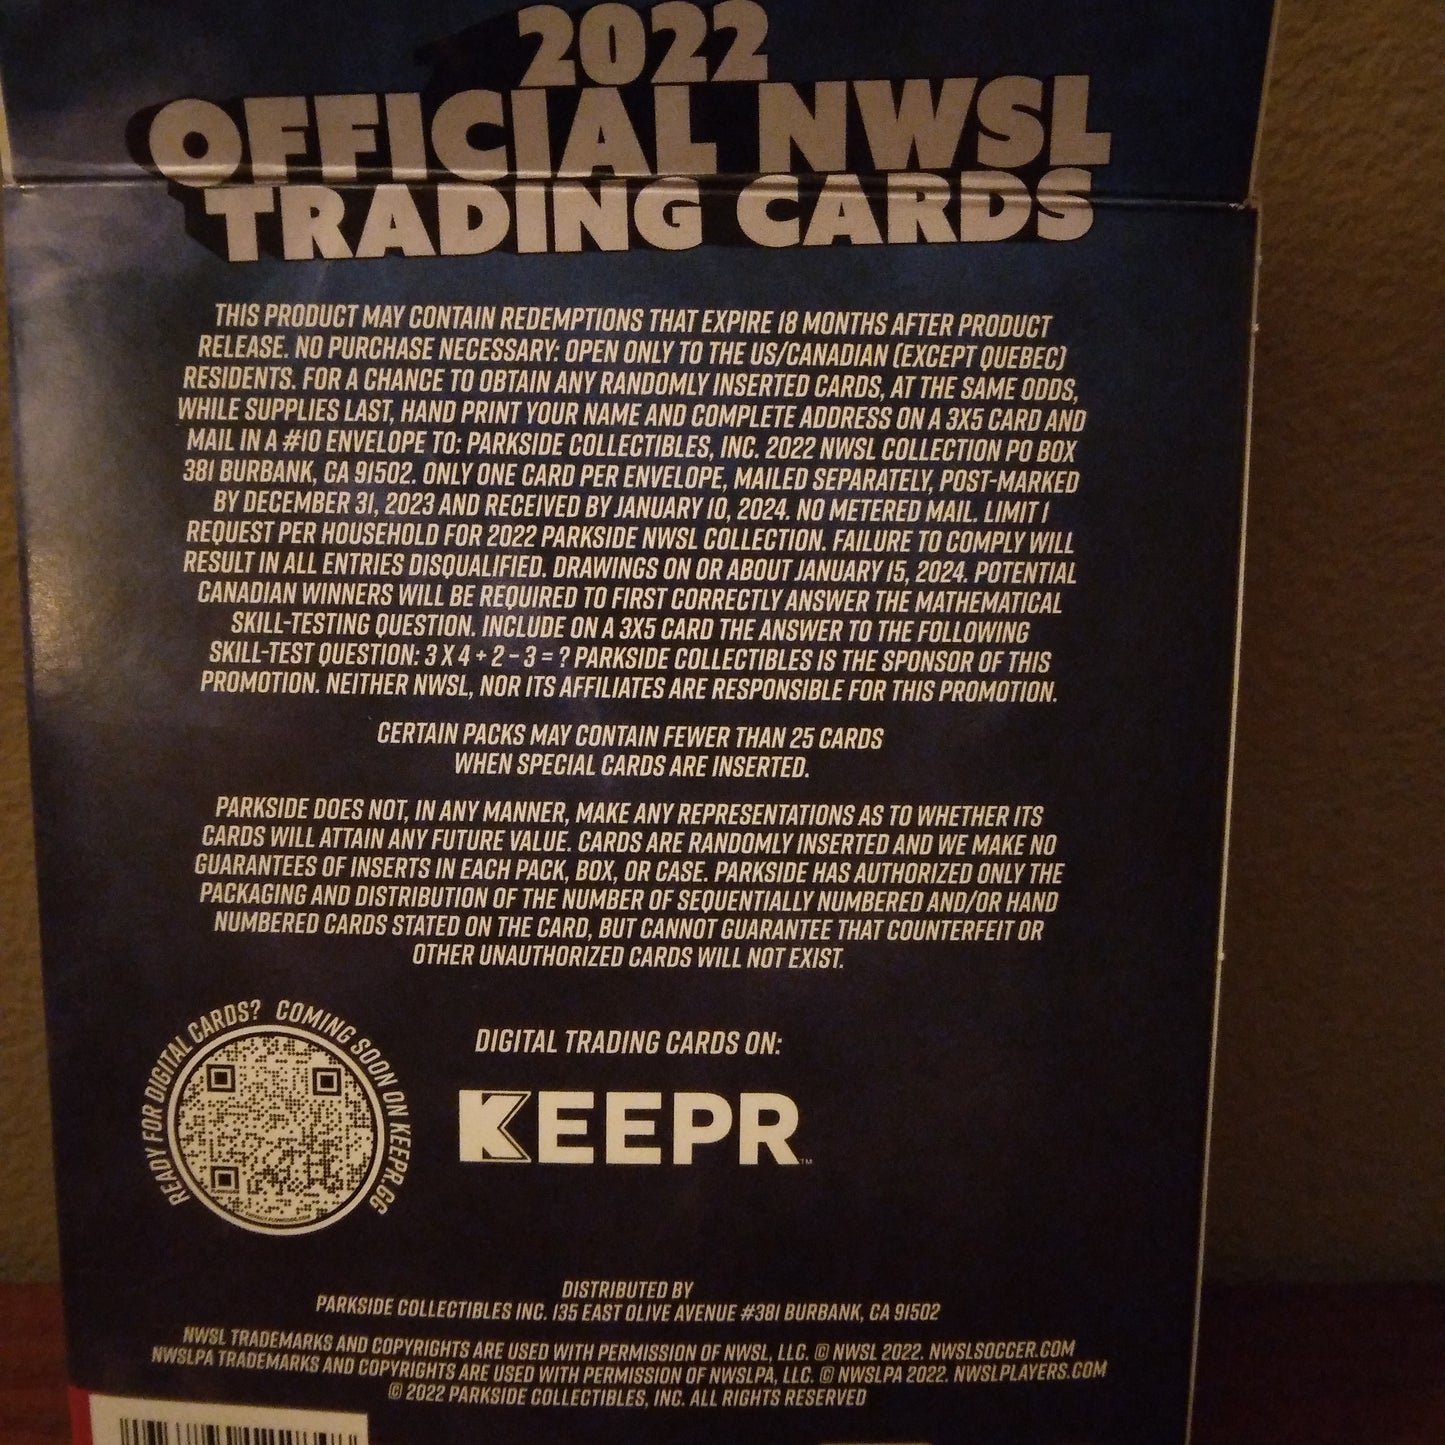 2022
OFFICIAL NWSL
TRADING CARDS
THIS PRODUCT MAY CONTAIN REDEMPTIONS THAT EXPIRE 18 MONTHS AFTER PRODUCT
RELEASE. NO PURCHASE NECESSARY: OPEN ONLY TO THE US/CANADIAN (EXCEPT QUEBEC)
RESIDENTS. FOR A CHANCE TO OBTAIN ANY RANDOMLY INSERTED CARDS, AT THE SAME ODDS,
WHILE SUPPLIES LAST, HAND PRINT YOUR NAME AND COMPLETE ADDRESS ON A 3X5 CARD AND
MAIL IN A #10 ENVELOPE TO: PARKSIDE COLLECTIBLES, INC. 2022 NWSL COLLECTION PO BOX
381 BURBANK, CA 91502. ONLY ONE CARD PER ENVELOPE, MAILED SEPARATELY, POST-MARKED
BY DECEMBER 31, 2023 AND RECEIVED BY JANUARY 10, 2024. NO METERED MAIL. LIMIT 1
REQUEST PER HOUSEHOLD FOR 2022 PARKSIDE NWSL COLLECTION. FAILURE TO COMPLY WILL
RESULT IN ALL ENTRIES DISQUALIFIED. DRAWINGS ON OR ABOUT JANUARY 15, 2024. POTENTIAL
CANADIAN WINNERS WILL BE REQUIRED TO FIRST CORRECTLY ANSWER THE MATHEMATICAL
SKILL-TESTING QUESTION. INCLUDE ON A 3X5 CARD THE ANSWER TO THE FOLLOWING
SKILL-TEST QUESTION: 3 X 4 + 2 - 3 = ? PARKSIDE COLLECTIBLES IS THE SPONSOR OF THIS
PROMOTION. NEITHER NWSL, NOR ITS AFFILIATES ARE RESPONSIBLE FOR THIS PROMOTION.
CERTAIN PACKS MAY CONTAIN FEWER THAN 25 CARDS
WHEN SPECIAL CARDS ARE INSERTED.
PARKSIDE DOES NOT, IN ANY MANNER, MAKE ANY REPRESENTATIONS AS TO WHETHER ITS
CARDS WILL ATTAIN ANY FUTURE VALUE. CARDS ARE RANDOMLY INSERTED AND WE MAKE NO
GUARANTEES OF INSERTS IN EACH PACK, BOX, OR CASE. PARKSIDE HAS AUTHORIZED ONLY THE
PACKAGING AND DISTRIBUTION OF THE NUMBER OF SEQUENTIALLY NUMBERED AND/OR HAND
NUMBERED CARDS STATED ON THE CARD, BUT CANNOT GUARANTEE THAT COUNTERFEIT OR
OTHER UNAUTHORIZED CARDS WILL NOT EXIST.
READY FOR DIGITAL CARDS? COMING SOON ON KEEPR.GG
DIGITAL TRADING CARDS ON:
KEEPR™
DISTRIBUTED BY
PARKSIDE COLLECTIBLES INC. 135 EAST OLIVE AVENUE #381 BURBANK, CA 91502
NWSL TRADEMARKS AND COPYRIGHTS ARE USED WITH PERMISSION OF NWSL, LLC. © NWSL 2022. NWSLSOCCER.COM
NWSLPA TRADEMARKS AND COPYRIGHTS ARE USED WITH PERMISSION OF NWSLPA, LLC. © NWSLPA 2022. NWSLPLAYERS.COM
© 2022 PARKSIDE COLLECTIBLES, INC. ALL RIGHTS RESERVED